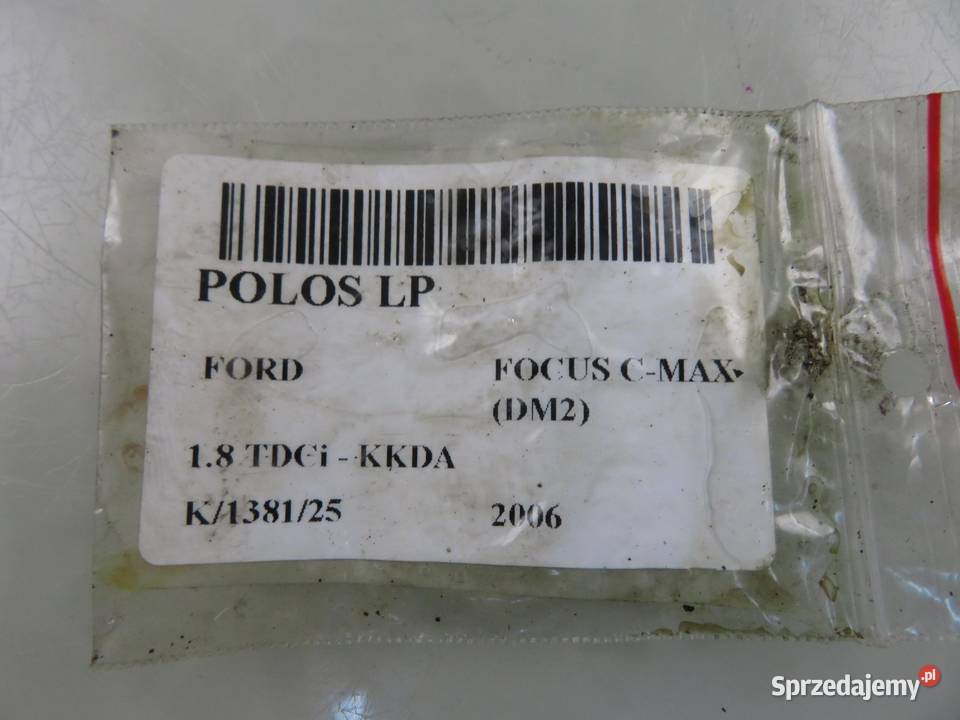 POLOS LP
FORD FOCUS C-MAX
(DM2)
1.8 TDCi - KKDA
K/1381/25 2006
Sprzedajemy.pl